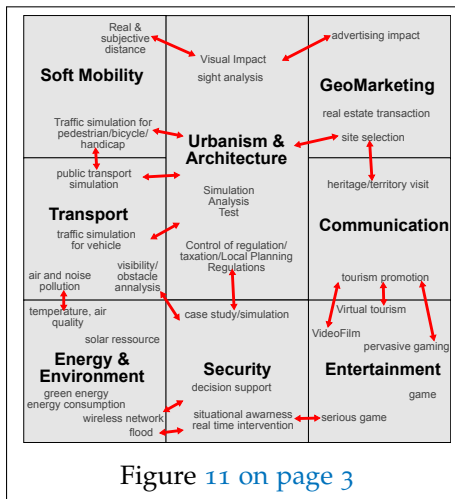 Real &
subjective
distance
Soft Mobility
Traffic simulation for
pedestrian/bicycle/
handicap
Visual Impact
sight analysis
Urbanism &
Architecture
advertising impact
GeoMarketing
real estate transaction
site selection
public transport
simulation
Transport
traffic simulation
for vehicle
air and noise
pollution
visibility/
obstacle
annalysis
Simulation
Analysis
Test
Control of regulation/
taxation/Local Planning
Regulations
heritage/territory visit
Communication
tourism promotion
temperature, air
quality
solar ressource
Energy &
Environment
green energy
energy consumption
wireless network
flood
case study/simulation
Security
decision support
situational awarness
real time intervention
Virtual tourism
VideoFilm
pervasive gaming
Entertainment
game
serious game
Figure 11 on page 3